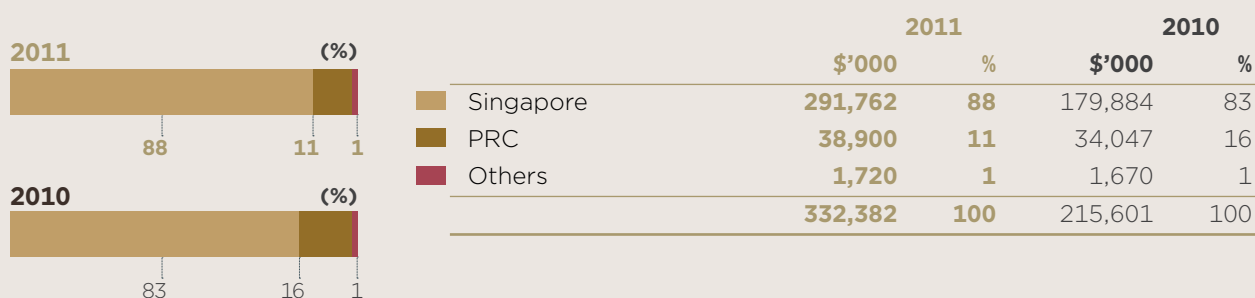 2011 (%)
88 11 1
2010 (%)
83 16 1
2011 2010
$'000 % $'000 %
Singapore 291,762 88 179,884 83
PRC 38,900 11 34,047 16
Others 1,720 1 1,670 1
332,382 100 215,601 100